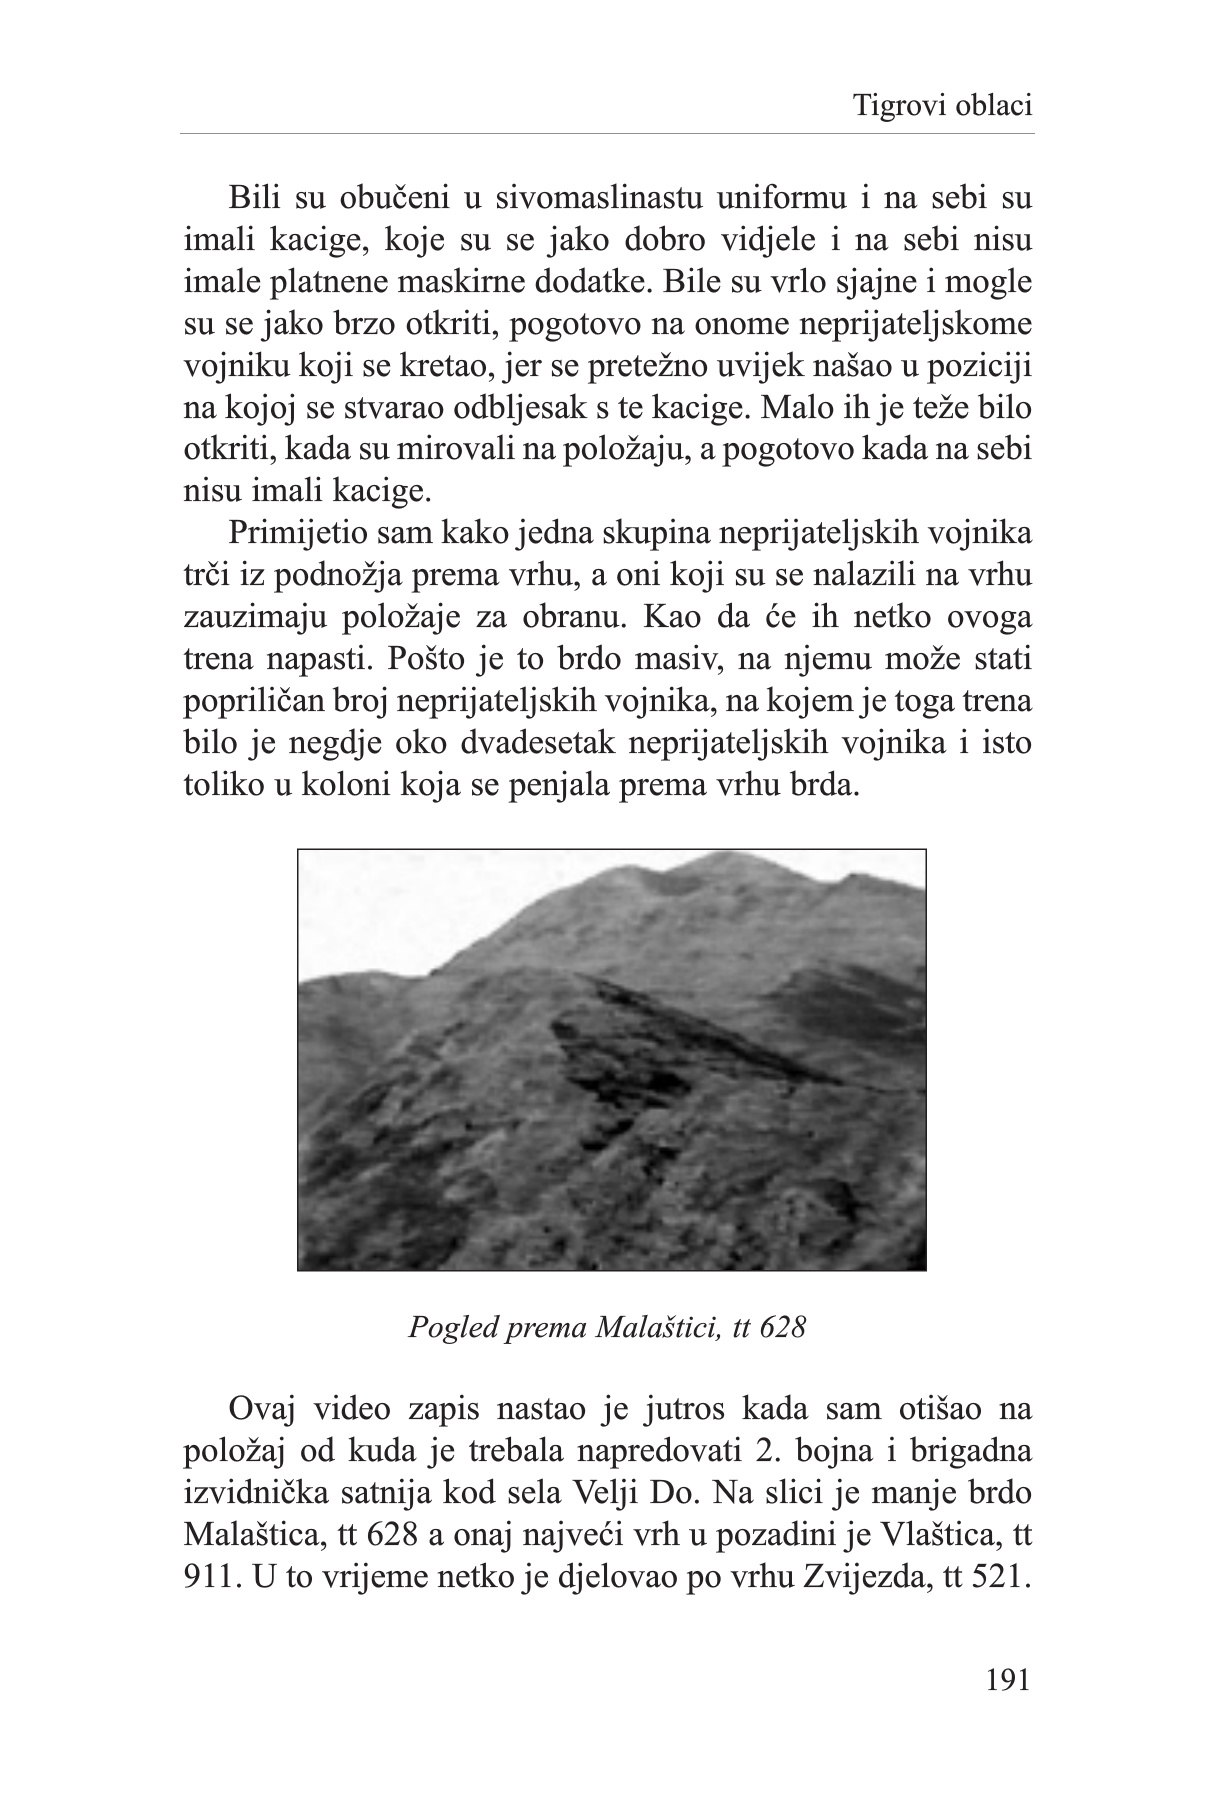 Tigrovi oblaci
Bili su obučeni u sivomaslinastu uniformu i na sebi su
imali kacige, koje su se jako dobro vidjele i na sebi nisu
imale platnene maskirne dodatke. Bile su vrlo sjajne i mogle
su se jako brzo otkriti, pogotovo na onome neprijateljskome
vojniku koji se kretao, jer se pretežno uvijek našao u poziciji
na kojoj se stvarao odbljesak s te kacige. Malo ih je teže bilo
otkriti, kada su mirovali na položaju, a pogotovo kada na sebi
nisu imali kacige.
Primijetio sam kako jedna skupina neprijateljskih vojnika
trči iz podnožja prema vrhu, a oni koji su se nalazili na vrhu
zauzimaju položaje za obranu. Kao da će ih netko ovoga
trena napasti. Pošto je to brdo masiv, na njemu može stati
popriličan broj neprijateljskih vojnika, na kojem je toga trena
bilo je negdje oko dvadesetak neprijateljskih vojnika i isto
toliko u koloni koja se penjala prema vrhu brda.
Pogled prema Malaštici, tt 628
Ovaj video zapis nastao je jutros kada sam otišao na
položaj od kuda je trebala napredovati 2. bojna i brigadna
izvidnička satnija kod sela Velji Do. Na slici je manje brdo
Malaštica, tt 628 a onaj najveći vrh u pozadini je Vlaštica, tt
911. U to vrijeme netko je djelovao po vrhu Zvijezda, tt 521.
191